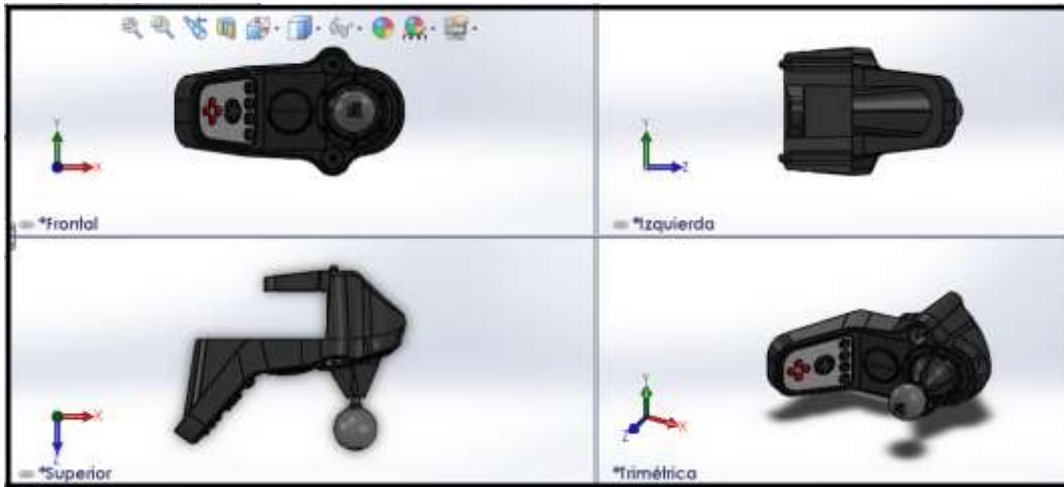 *Frontal
*Izquierda
*Superior
*Trimétrica
Y
X
Y
Z
X
Z
Y
X
Z